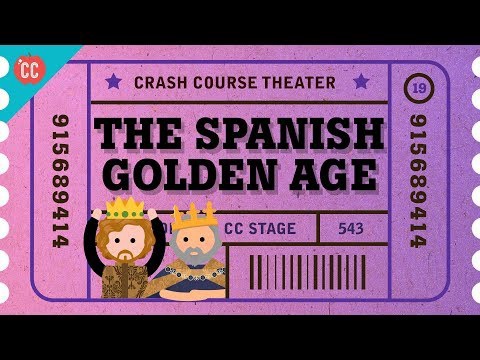 CC
CRASH COURSE THEATER
19
915689414
THE SPANISH
GOLDEN AGE
915689414
CC STAGE
543